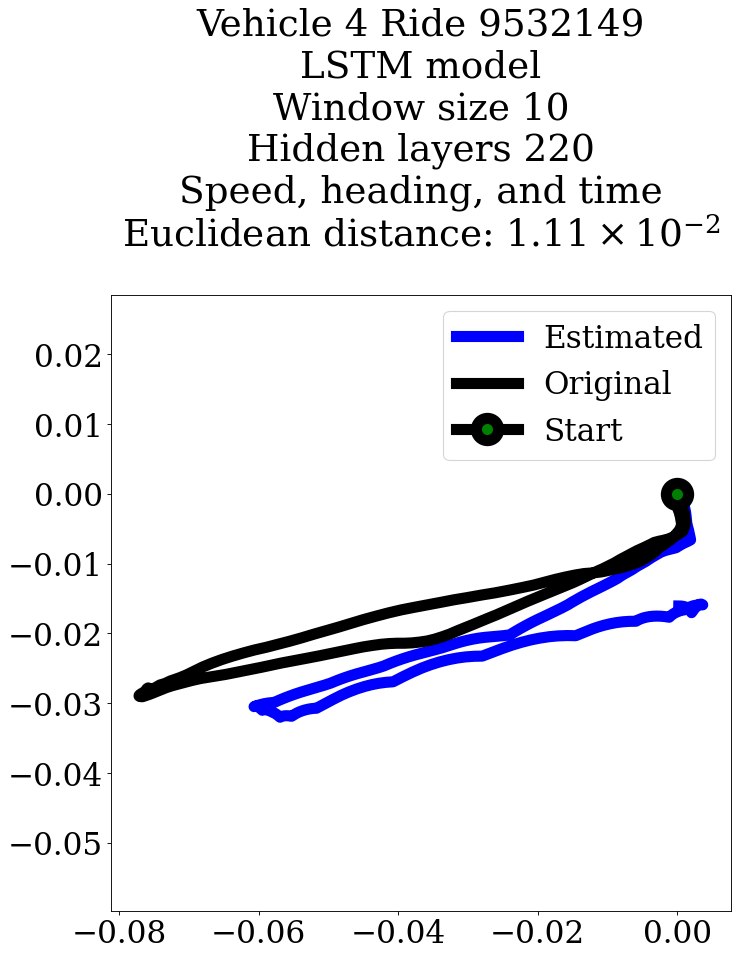 Vehicle 4 Ride 9532149
LSTM model
Window size 10
Hidden layers 220
Speed, heading, and time
Euclidean distance: 1.11 × 10⁻²
Estimated
Original
Start
0.02
0.01
0.00
−0.01
−0.02
−0.03
−0.04
−0.05
−0.08 −0.06 −0.04 −0.02 0.00